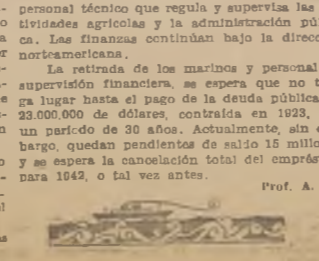 personal técnico que regula y supervisa las
tividades agricolas y la administración pú
ca. Las finanzas continúan bajo la direcc
norteamericana.
La retirada de los marinos y personal
supervisión financiera, se espera que no t
ga lugar hasta el pago de la deuda pública
23.000,000 de dólares, contraída en 1923,
un período de 30 años. Actualmente, sin e
bargo, quedan pendientes de saldo 15 millo
y se espera la cancelación total del emprés
para 1942, o tal vez antes.
Prof. A.